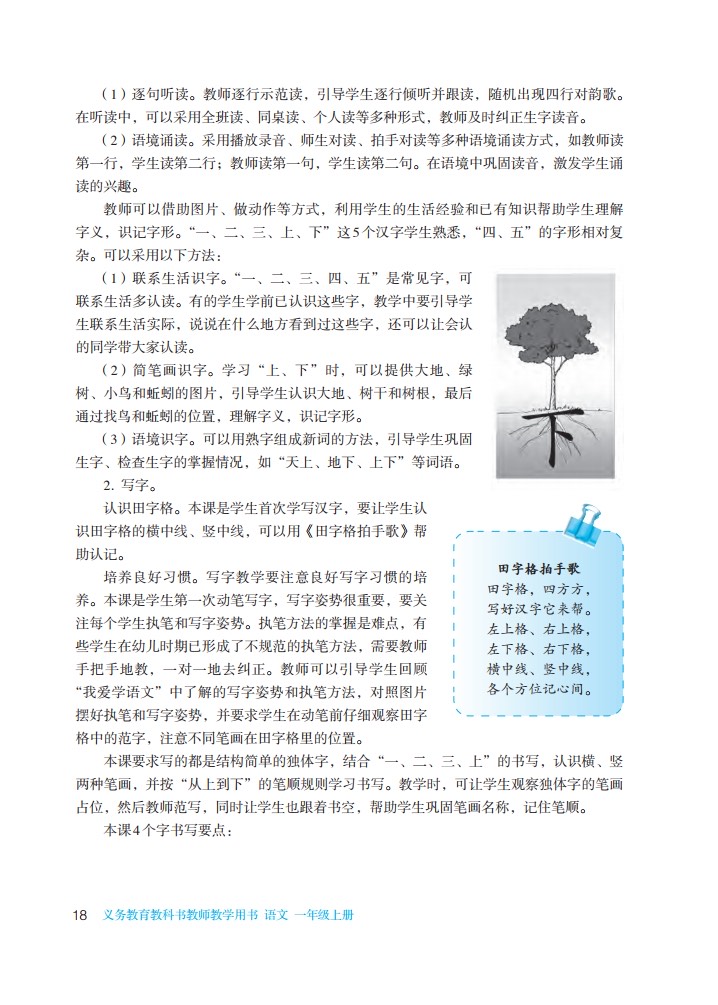 （1）逐句听读。教师逐行示范读，引导学生逐行倾听并跟读，随机出现四行对韵歌。
在听读中，可以采用全班读、同桌读、个人读等多种形式，教师及时纠正生字读音。
（2）语境诵读。采用播放录音、师生对读、拍手对读等多种语境诵读方式，如教师读
第一行，学生读第二行；教师读第一句，学生读第二句。在语境中巩固读音，激发学生诵
读的兴趣。
教师可以借助图片、做动作等方式，利用学生的生活经验和已有知识帮助学生理解
字义，识记字形。“一、二、三、上、下”这5个汉字学生熟悉，“四、五”的字形相对复
杂。可以采用以下方法：
（1）联系生活识字。“一、二、三、四、五”是常见字，可
联系生活多认读。有的学生学前已认识这些字，教学中要引导学
生联系生活实际，说说在什么地方看到过这些字，还可以让会认
的同学带大家认读。
（2）简笔画识字。学习“上、下”时，可以提供大地、绿
树、小鸟和蚯蚓的图片，引导学生认识大地、树干和树根，最后
通过找鸟和蚯蚓的位置，理解字义，识记字形。
（3）语境识字。可以用熟字组成新词的方法，引导学生巩固
生字、检查生字的掌握情况，如“天上、地下、上下”等词语。
下
2. 写字。
认识田字格。本课是学生首次学写汉字，要让学生认
识田字格的横中线、竖中线，可以用《田字格拍手歌》帮
助认记。
培养良好习惯。写字教学要注意良好写字习惯的培
养。本课是学生第一次动笔写字，写字姿势很重要，要关
注每个学生执笔和写字姿势。执笔方法的掌握是难点，有
些学生在幼儿时期已形成了不规范的执笔方法，需要教师
手把手地教，一对一地去纠正。教师可以引导学生回顾
“我爱学语文”中了解的写字姿势和执笔方法，对照图片
摆好执笔和写字姿势，并要求学生在动笔前仔细观察田字
格中的范字，注意不同笔画在田字格里的位置。
田字格拍手歌
田字格，四方方，
写好汉字它来帮。
左上格、右上格，
左下格、右下格，
横中线、竖中线，
各个方位记心间。
本课要求写的都是结构简单的独体字，结合“一、二、三、上”的书写，认识横、竖
两种笔画，并按“从上到下”的笔顺规则学习书写。教学时，可让学生观察独体字的笔画
占位，然后教师范写，同时让学生也跟着书空，帮助学生巩固笔画名称，记住笔顺。
本课4个字书写要点：
18 义务教育教科书教师教学用书 语文 一年级上册